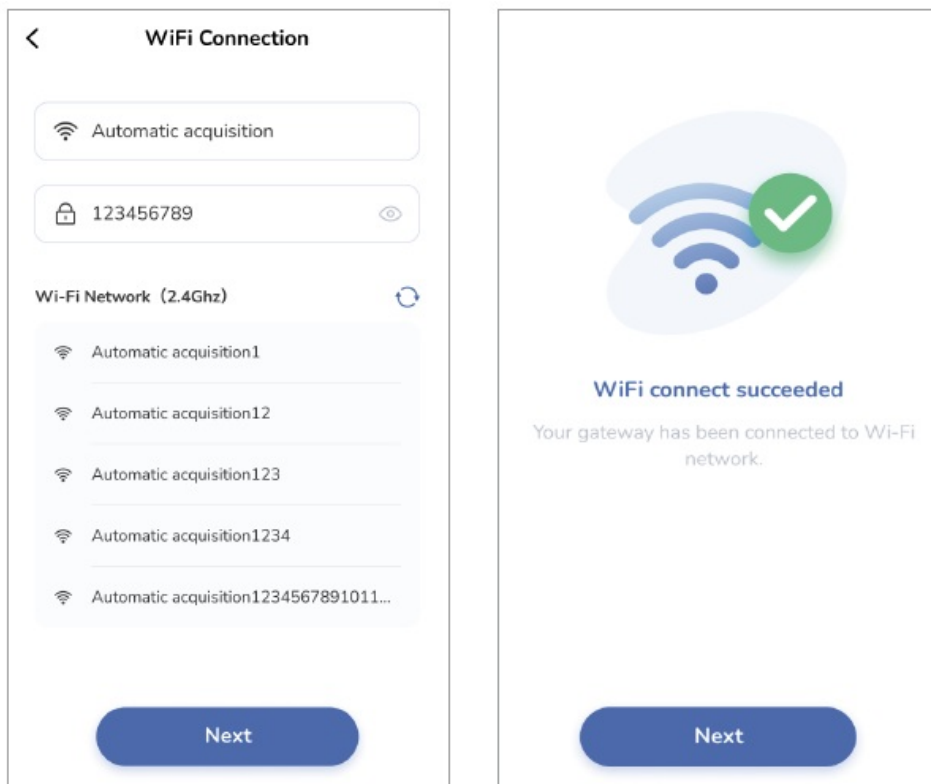 WiFi Connection
Automatic acquisition
123456789
Wi-Fi Network (2.4Ghz)
Automatic acquisition1
Automatic acquisition12
Automatic acquisition123
Automatic acquisition1234
Automatic acquisition1234567891011...
Next
WiFi connect succeeded
Your gateway has been connected to Wi-Fi
network.
Next